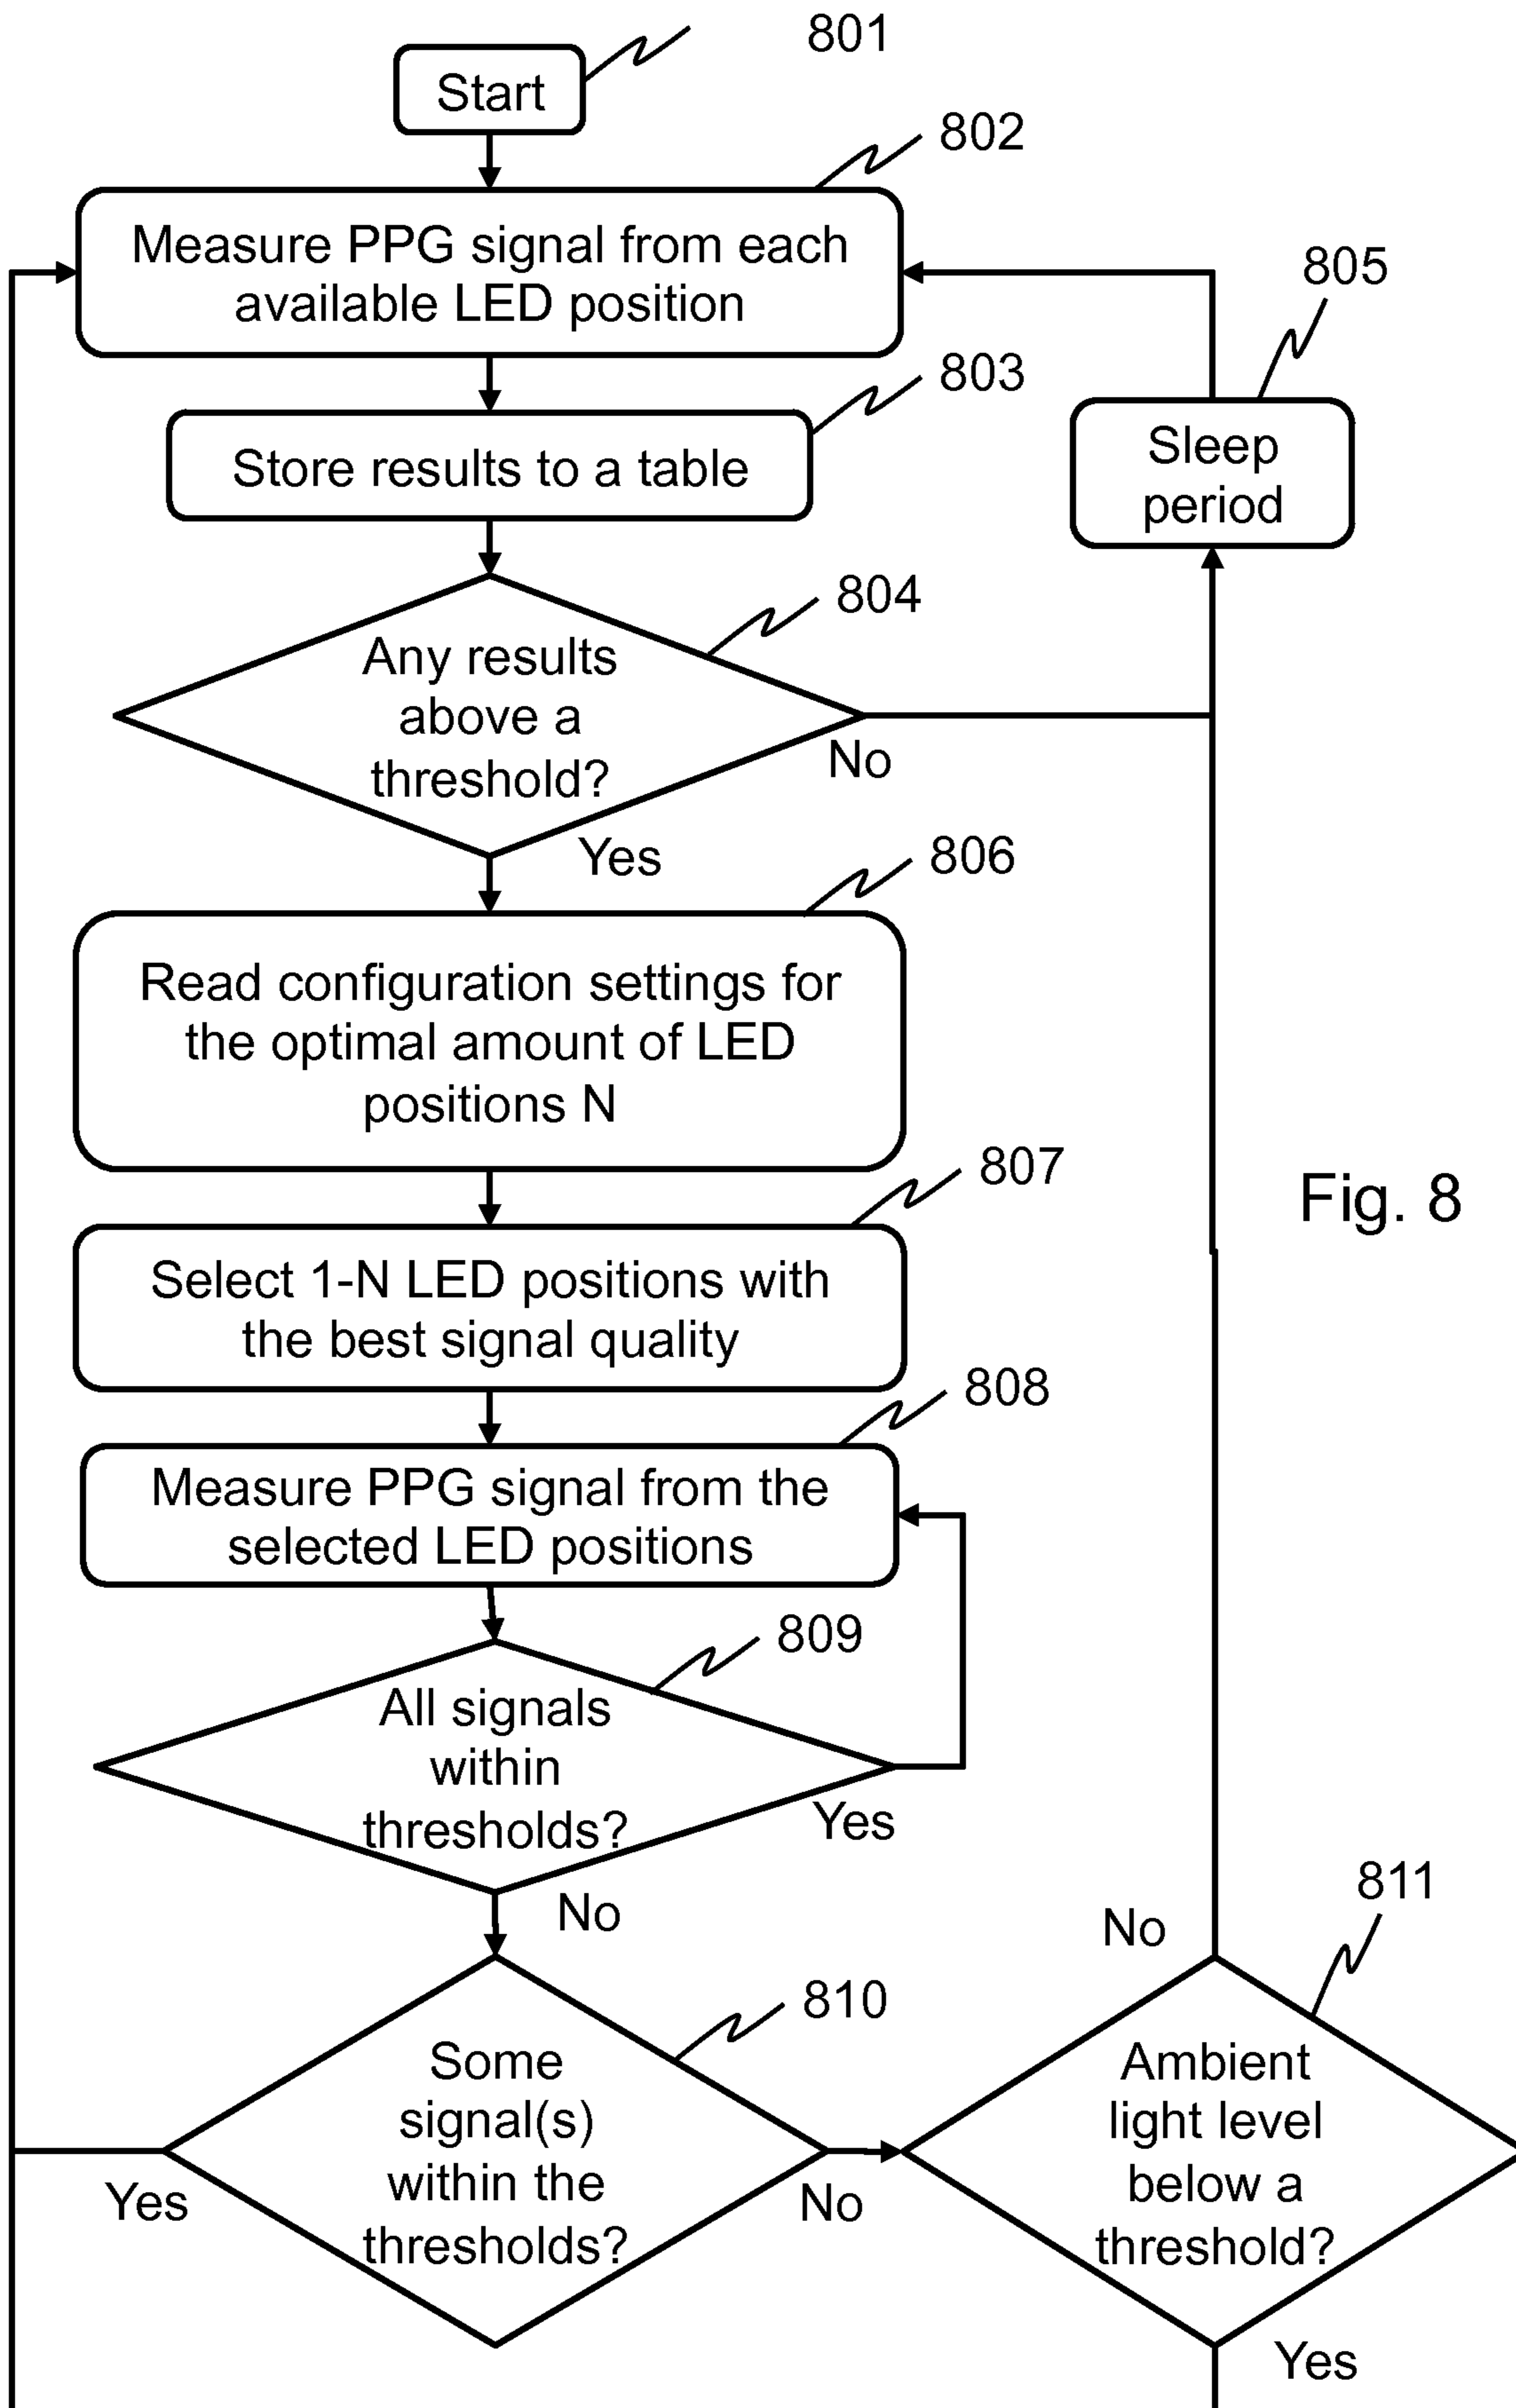 801
Start
802
Measure PPG signal from each
available LED position
805
803
Store results to a table
Sleep
period
804
Any results
above a
threshold?
No
Yes
806
Read configuration settings for
the optimal amount of LED
positions N
807
Fig. 8
Select 1-N LED positions with
the best signal quality
808
Measure PPG signal from the
selected LED positions
809
All signals
within
thresholds?
Yes
No
811
No
810
Some
signal(s)
within the
thresholds?
Yes
No
Ambient
light level
below a
threshold?
Yes